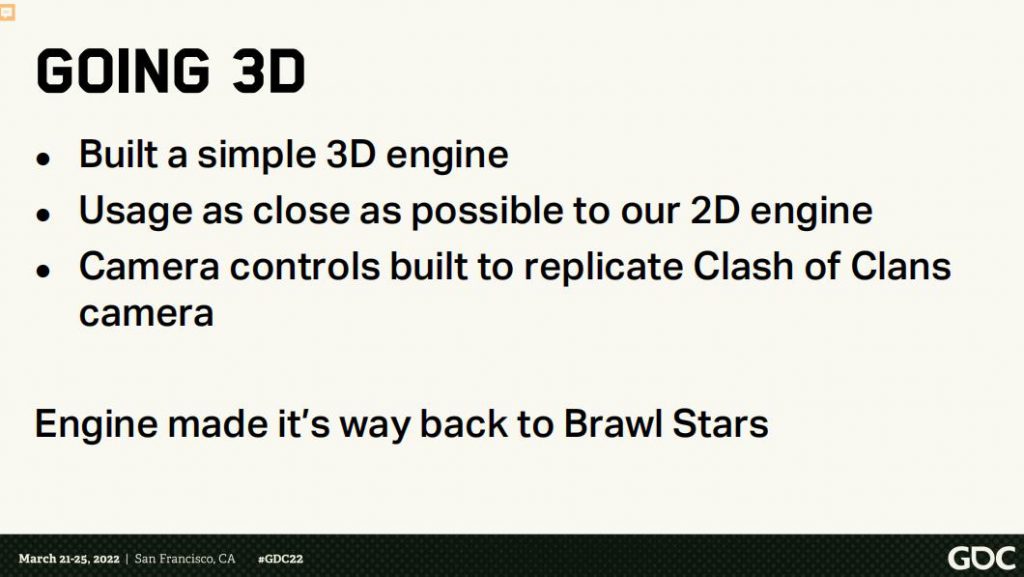 GOING 3D
• Built a simple 3D engine
• Usage as close as possible to our 2D engine
• Camera controls built to replicate Clash of Clans
camera
Engine made it’s way back to Brawl Stars
March 21-25, 2022 | San Francisco, CA #GDC22
GDC